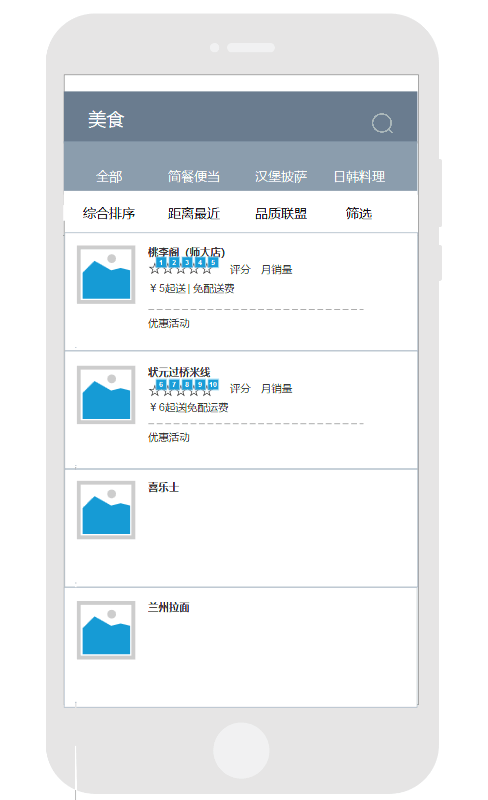 美食
全部 简餐便当 汉堡披萨 日韩料理
综合排序 距离最近 品质联盟 筛选
桃李阁（师大店）
1 2 3 4 5
☆☆☆☆☆ 评分 月销量
￥5起送 | 免配送费
优惠活动
状元过桥米线
6 7 8 9 10
☆☆☆☆☆ 评分 月销量
￥6起送|免配运费
优惠活动
喜乐士
兰州拉面